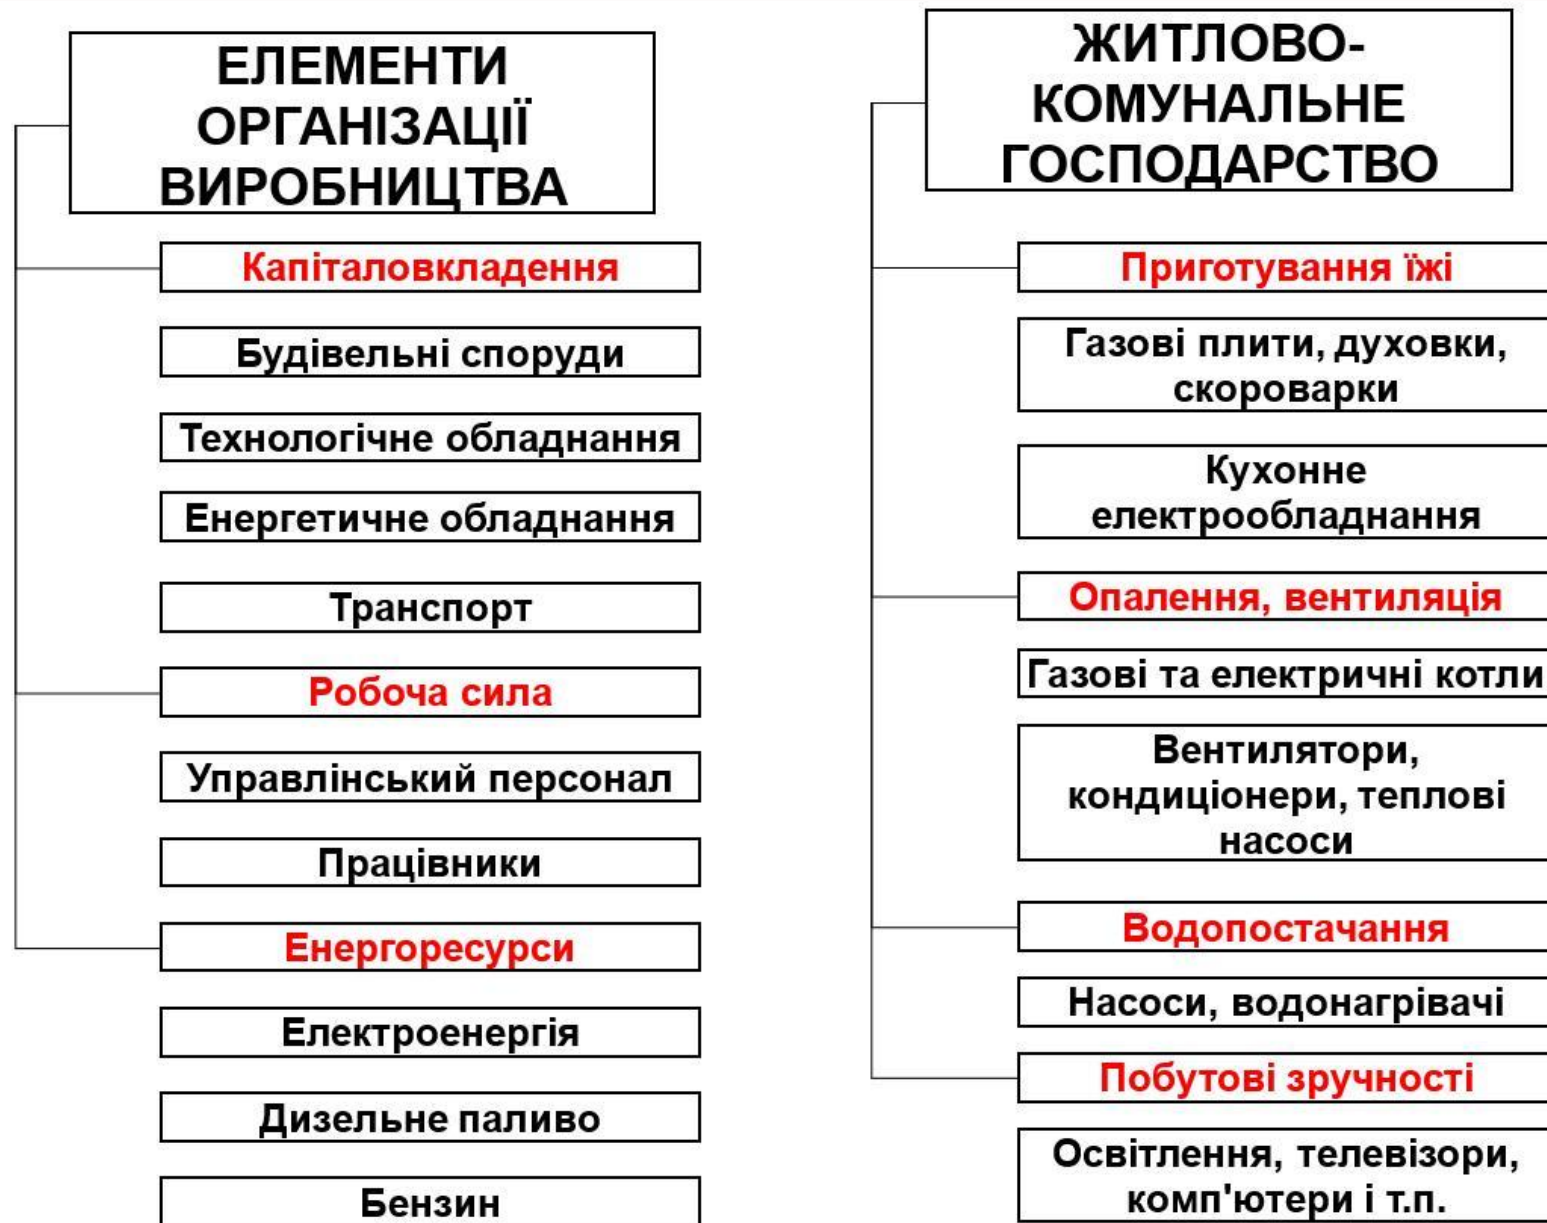 ЕЛЕМЕНТИ
ОРГАНІЗАЦІЇ
ВИРОБНИЦТВА
Капіталовкладення
Будівельні споруди
Технологічне обладнання
Енергетичне обладнання
Транспорт
Робоча сила
Управлінський персонал
Працівники
Енергоресурси
Електроенергія
Дизельне паливо
Бензин
ЖИТЛОВО-
КОМУНАЛЬНЕ
ГОСПОДАРСТВО
Приготування їжі
Газові плити, духовки,
скороварки
Кухонне
електрообладнання
Опалення, вентиляція
Газові та електричні котли
Вентилятори,
кондиціонери, теплові
насоси
Водопостачання
Насоси, водонагрівачі
Побутові зручності
Освітлення, телевізори,
комп'ютери і т.п.